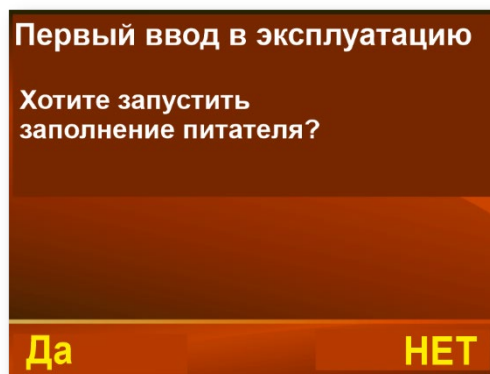 Первый ввод в эксплуатацию
Хотите запустить
заполнение питателя?
Да
НЕТ